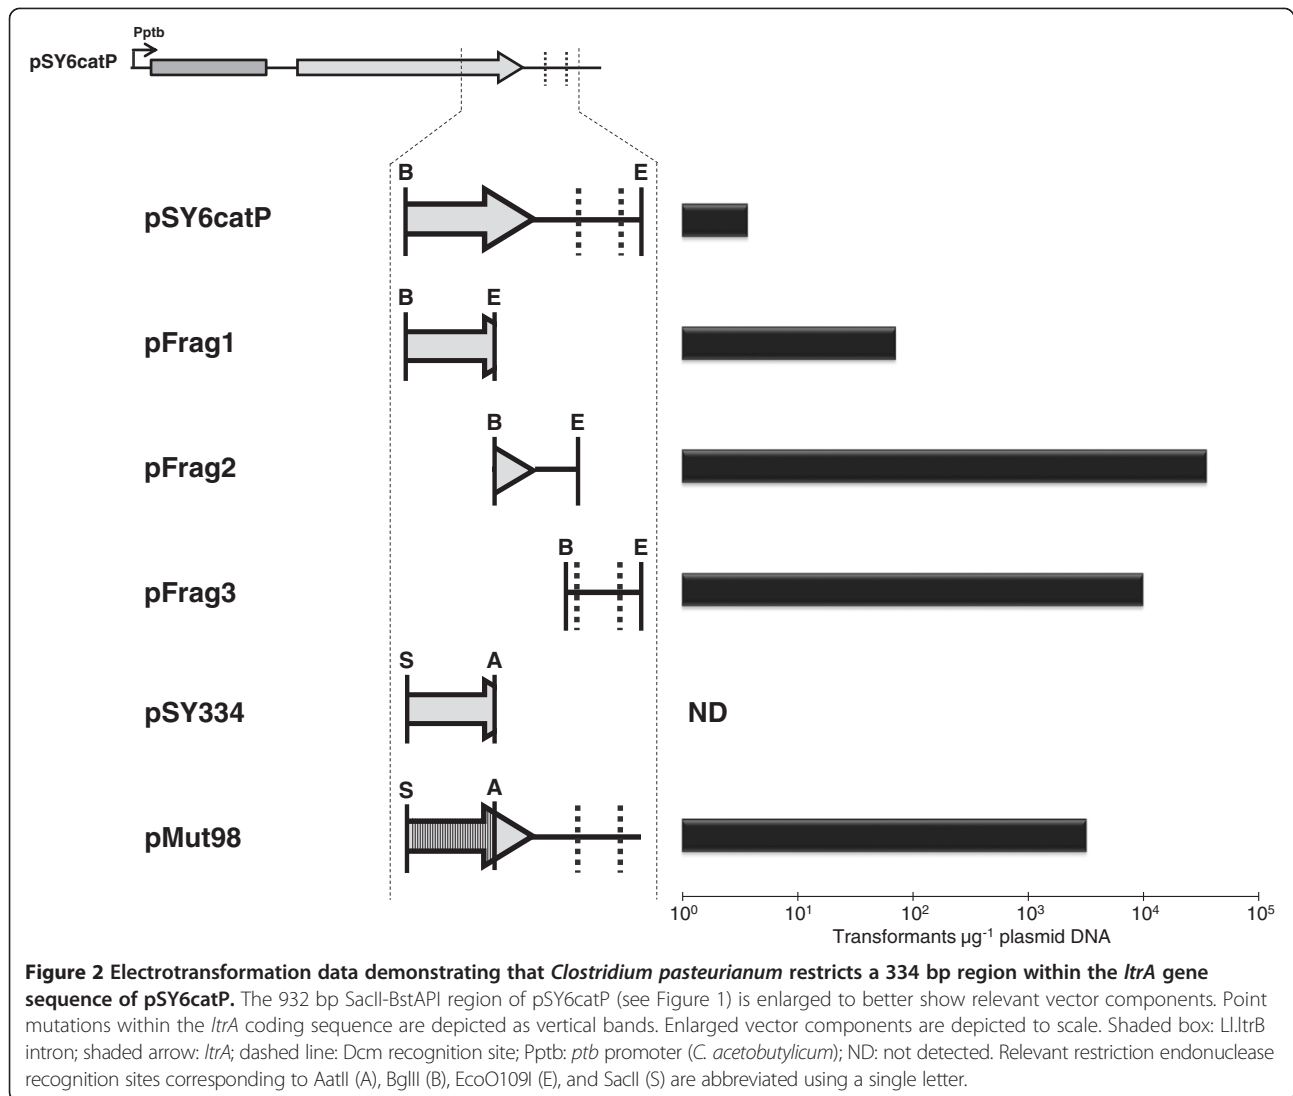 Pptb
pSY6catP
B E
pSY6catP
B E
pFrag1
B E
pFrag2
B E
pFrag3
S A
pSY334 ND
S A
pMut98
10⁰ 10¹ 10² 10³ 10⁴ 10⁵
Transformants µg⁻¹ plasmid DNA
Figure 2 Electrotransformation data demonstrating that Clostridium pasteurianum restricts a 334 bp region within the ltrA gene
sequence of pSY6catP. The 932 bp SacII-BstAPI region of pSY6catP (see Figure 1) is enlarged to better show relevant vector components. Point
mutations within the ltrA coding sequence are depicted as vertical bands. Enlarged vector components are depicted to scale. Shaded box: Ll.ltrB
intron; shaded arrow: ltrA; dashed line: Dcm recognition site; Pptb: ptb promoter (C. acetobutylicum); ND: not detected. Relevant restriction endonuclease
recognition sites corresponding to AatII (A), BglII (B), EcoO109I (E), and SacII (S) are abbreviated using a single letter.